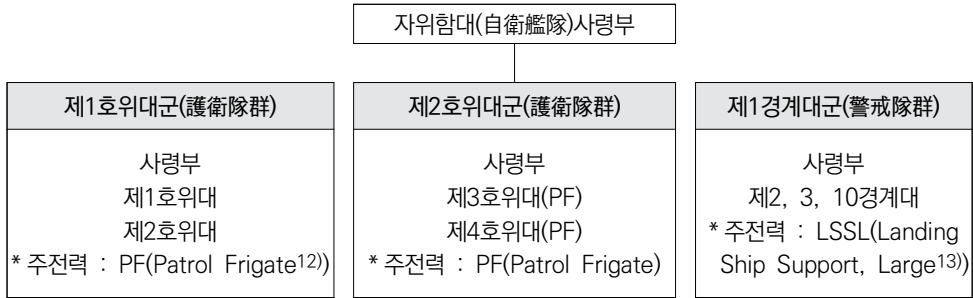 자위함대(自衛艦隊)사령부
제1호위대군(護衛隊群)
사령부
제1호위대
제2호위대
* 주전력 : PF(Patrol Frigate12))
제2호위대군(護衛隊群)
사령부
제3호위대(PF)
제4호위대(PF)
* 주전력 : PF(Patrol Frigate)
제1경계대군(警戒隊群)
사령부
제2, 3, 10경계대
* 주전력 : LSSL(Landing
Ship Support, Large13))